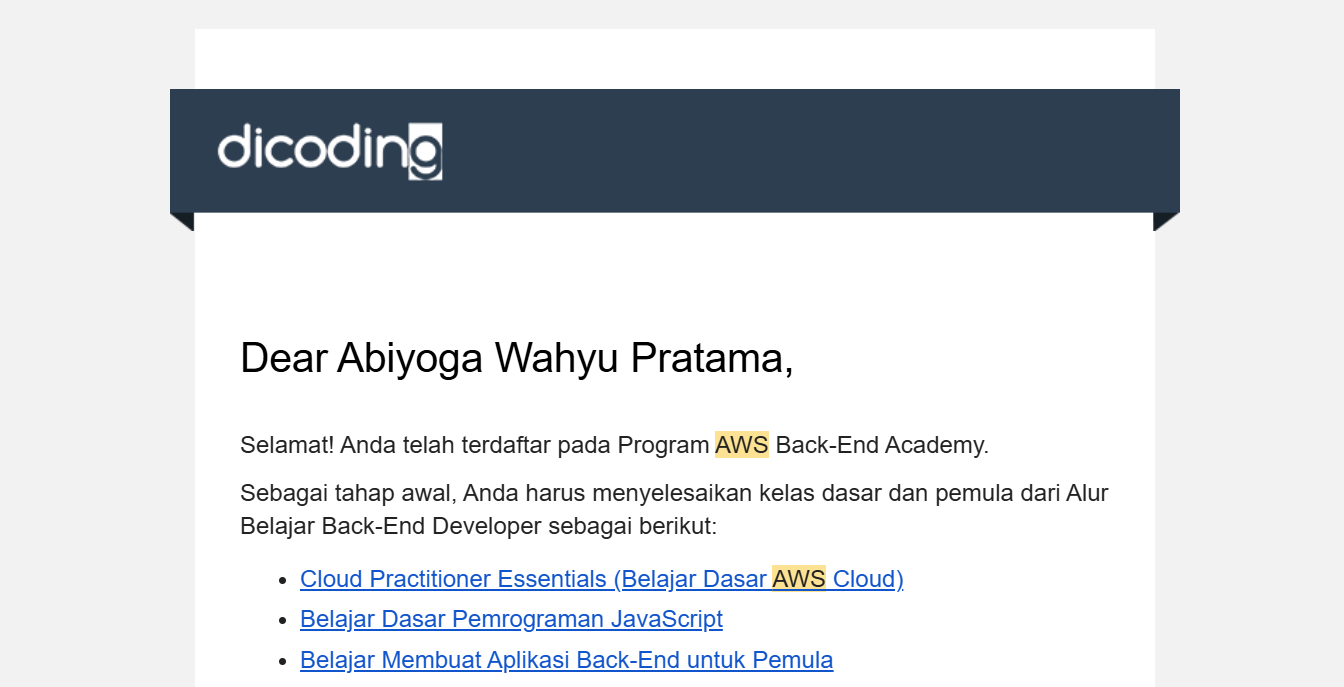 dicoding
Dear Abiyoga Wahyu Pratama,
Selamat! Anda telah terdaftar pada Program AWS Back-End Academy.
Sebagai tahap awal, Anda harus menyelesaikan kelas dasar dan pemula dari Alur
Belajar Back-End Developer sebagai berikut:
• Cloud Practitioner Essentials (Belajar Dasar AWS Cloud)
• Belajar Dasar Pemrograman JavaScript
• Belajar Membuat Aplikasi Back-End untuk Pemula